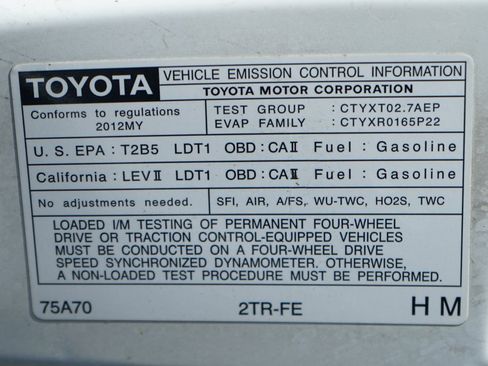 TOYOTA
VEHICLE EMISSION CONTROL INFORMATION
TOYOTA MOTOR CORPORATION
Conforms to regulations
2012MY
TEST GROUP : CTYXT02.7AEP
EVAP FAMILY : CTYXR0165P22
U. S. EPA : T2B5 LDT1 OBD : CAⅡ Fuel : Gasoline
California : LEVⅡ LDT1 OBD : CAⅡ Fuel : Gasoline
No adjustments needed.
SFI, AIR, A/FS, WU-TWC, HO2S, TWC
LOADED I/M TESTING OF PERMANENT FOUR-WHEEL
DRIVE OR TRACTION CONTROL-EQUIPPED VEHICLES
MUST BE CONDUCTED ON A FOUR-WHEEL DRIVE
SPEED SYNCHRONIZED DYNAMOMETER. OTHERWISE,
A NON-LOADED TEST PROCEDURE MUST BE PERFORMED.
75A70 2TR-FE H M